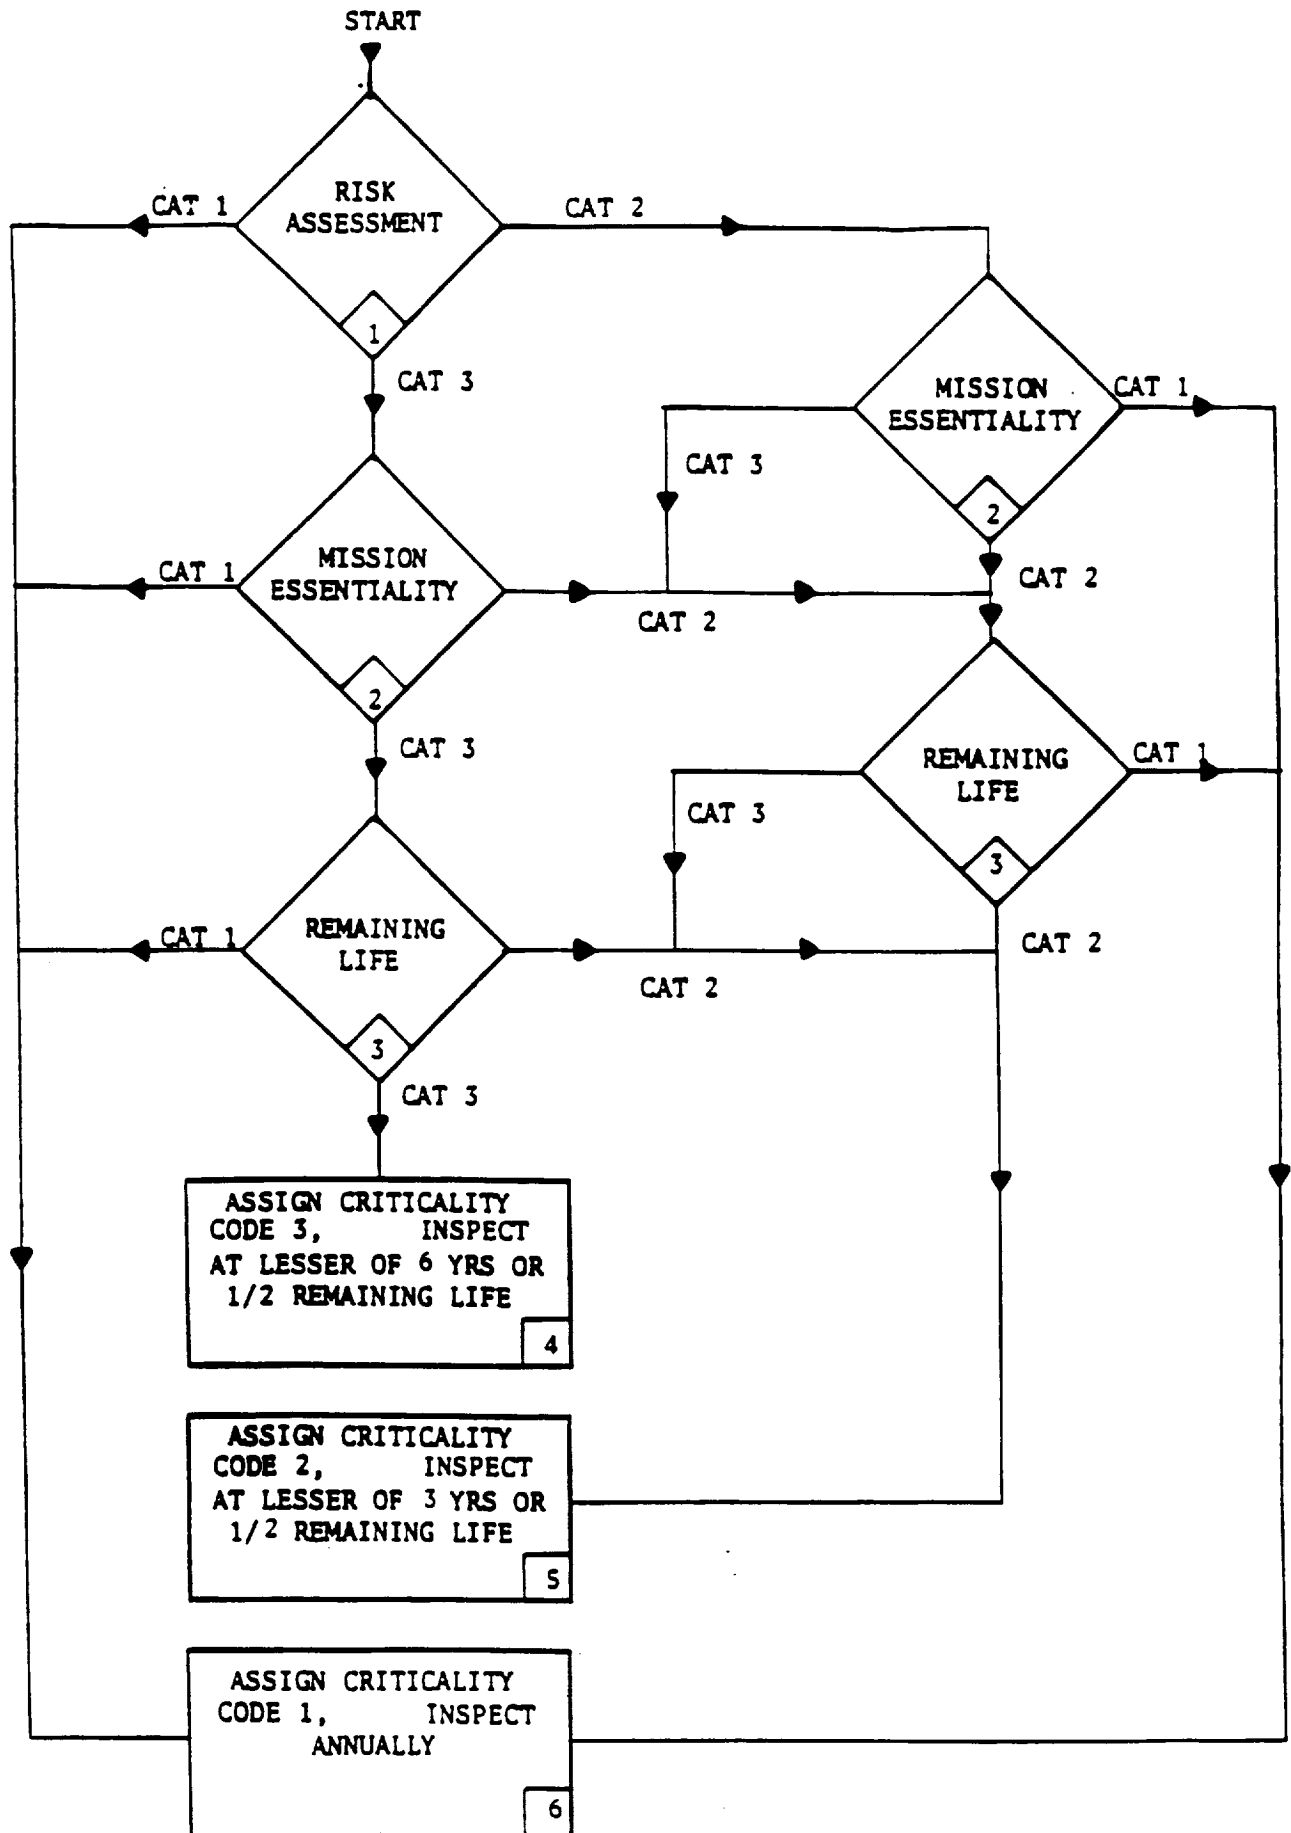 START
RISK
ASSESSMENT
1
CAT 1
CAT 2
CAT 3
MISSION
ESSENTIALITY
2
CAT 1
CAT 3
CAT 2
MISSION
ESSENTIALITY
2
CAT 1
CAT 2
CAT 3
REMAINING
LIFE
3
CAT 1
CAT 3
CAT 2
REMAINING
LIFE
3
CAT 1
CAT 2
CAT 3
ASSIGN CRITICALITY
CODE 3, INSPECT
AT LESSER OF 6 YRS OR
1/2 REMAINING LIFE
4
ASSIGN CRITICALITY
CODE 2, INSPECT
AT LESSER OF 3 YRS OR
1/2 REMAINING LIFE
5
ASSIGN CRITICALITY
CODE 1, INSPECT
ANNUALLY
6